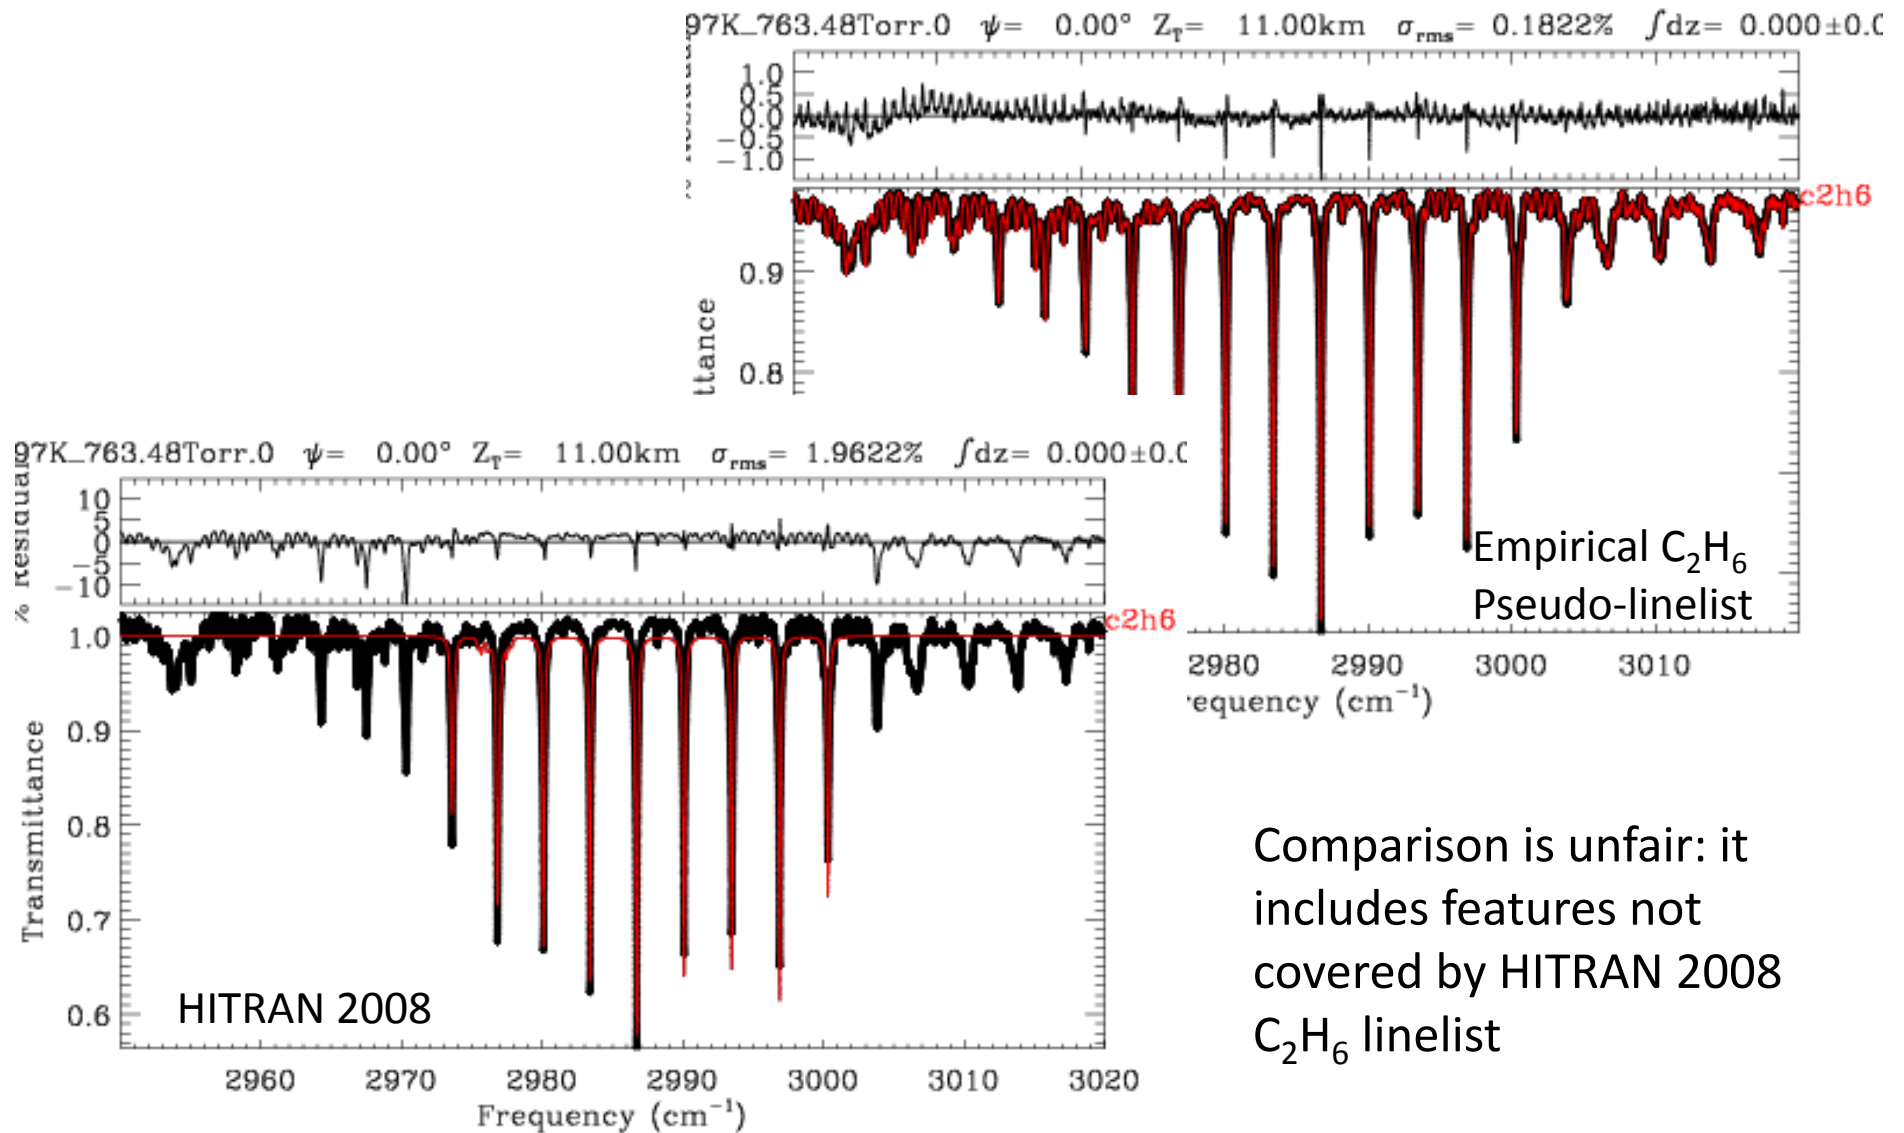 97K_763.48Torr.0 ψ= 0.00° Z_T= 11.00km σ_rms= 0.1822% ∫dz= 0.000±0.0
1.0
0.5
0.0
−0.5
−1.0
c2h6
0.9
0.8
ttance
Empirical C₂H₆
Pseudo-linelist
2980 2990 3000 3010
requency (cm⁻¹)
97K_763.48Torr.0 ψ= 0.00° Z_T= 11.00km σ_rms= 1.9622% ∫dz= 0.000±0.0
% Residual
10
5
0
−5
−10
c2h6
1.0
0.9
0.8
0.7
0.6
Transmittance
HITRAN 2008
2960 2970 2980 2990 3000 3010 3020
Frequency (cm⁻¹)
Comparison is unfair: it
includes features not
covered by HITRAN 2008
C₂H₆ linelist